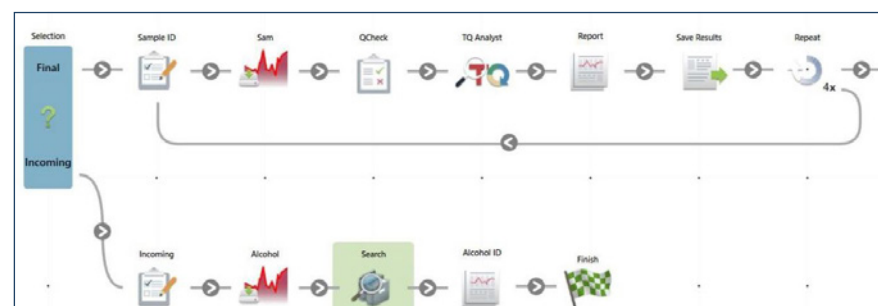 Selection
Sample ID
Sam
QCheck
TQ Analyst
Report
Save Results
Repeat
Final
TQ
4x
?
Incoming
Incoming
Alcohol
Search
Alcohol ID
Finish